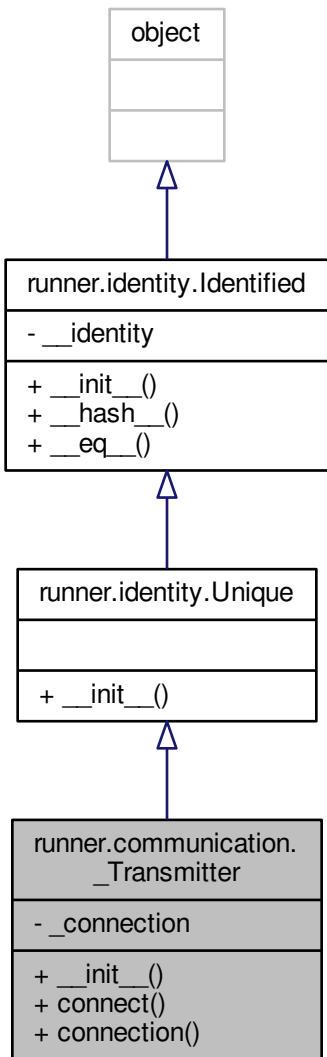 object
runner.identity.Identified
- __identity
+ __init__()
+ __hash__()
+ __eq__()
runner.identity.Unique
+ __init__()
runner.communication.
_Transmitter
- _connection
+ __init__()
+ connect()
+ connection()